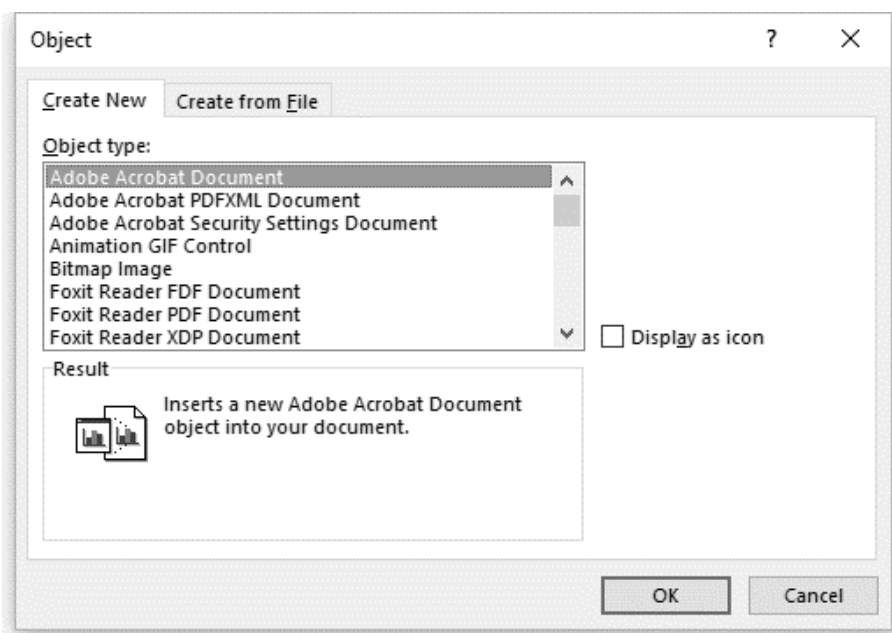 Object ?
Create New Create from File
Object type:
Adobe Acrobat Document
Adobe Acrobat PDFXML Document
Adobe Acrobat Security Settings Document
Animation GIF Control
Bitmap Image
Foxit Reader FDF Document
Foxit Reader PDF Document
Foxit Reader XDP Document
Display as icon
Result
Inserts a new Adobe Acrobat Document
object into your document.
OK Cancel